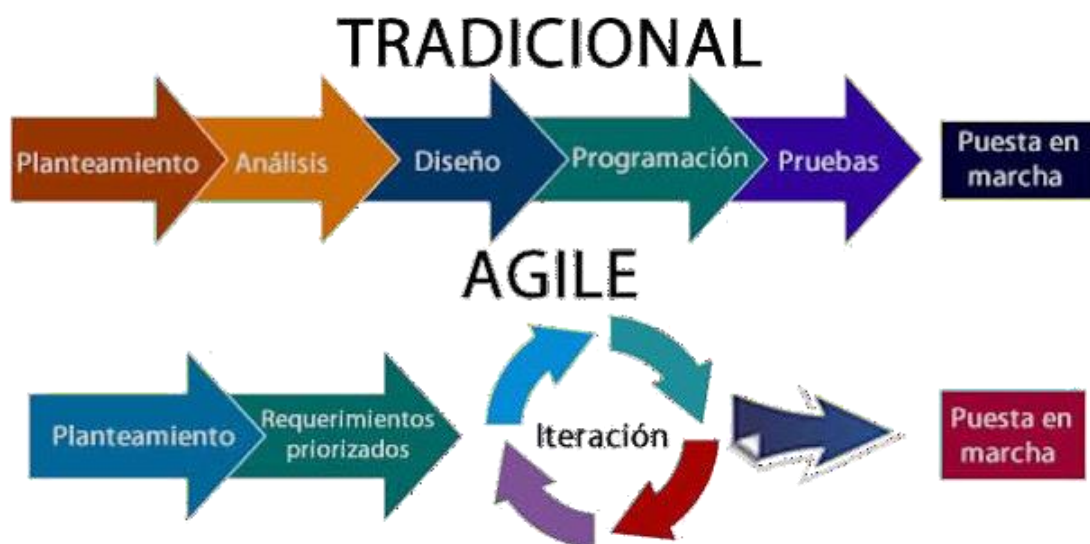 TRADICIONAL
Planteamiento
Análisis
Diseño
Programación
Pruebas
Puesta en
marcha
AGILE
Planteamiento
Requerimientos
priorizados
Iteración
Puesta en
marcha